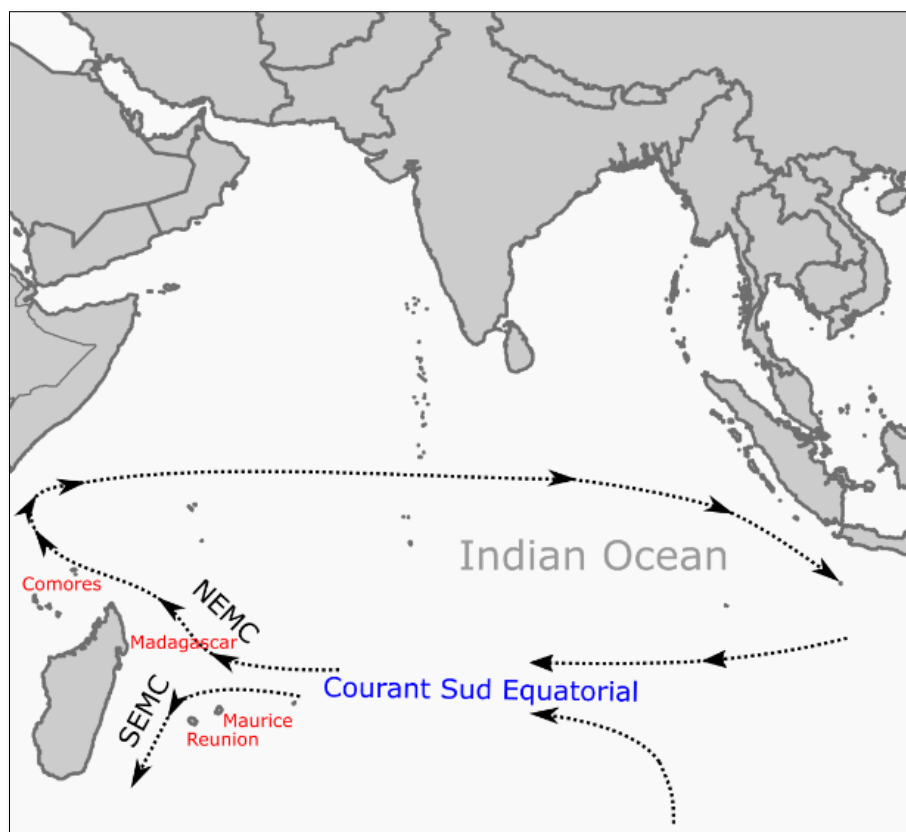 Indian Ocean
Comores
NEMC
Madagascar
Courant Sud Equatorial
SEMC
Maurice
Reunion